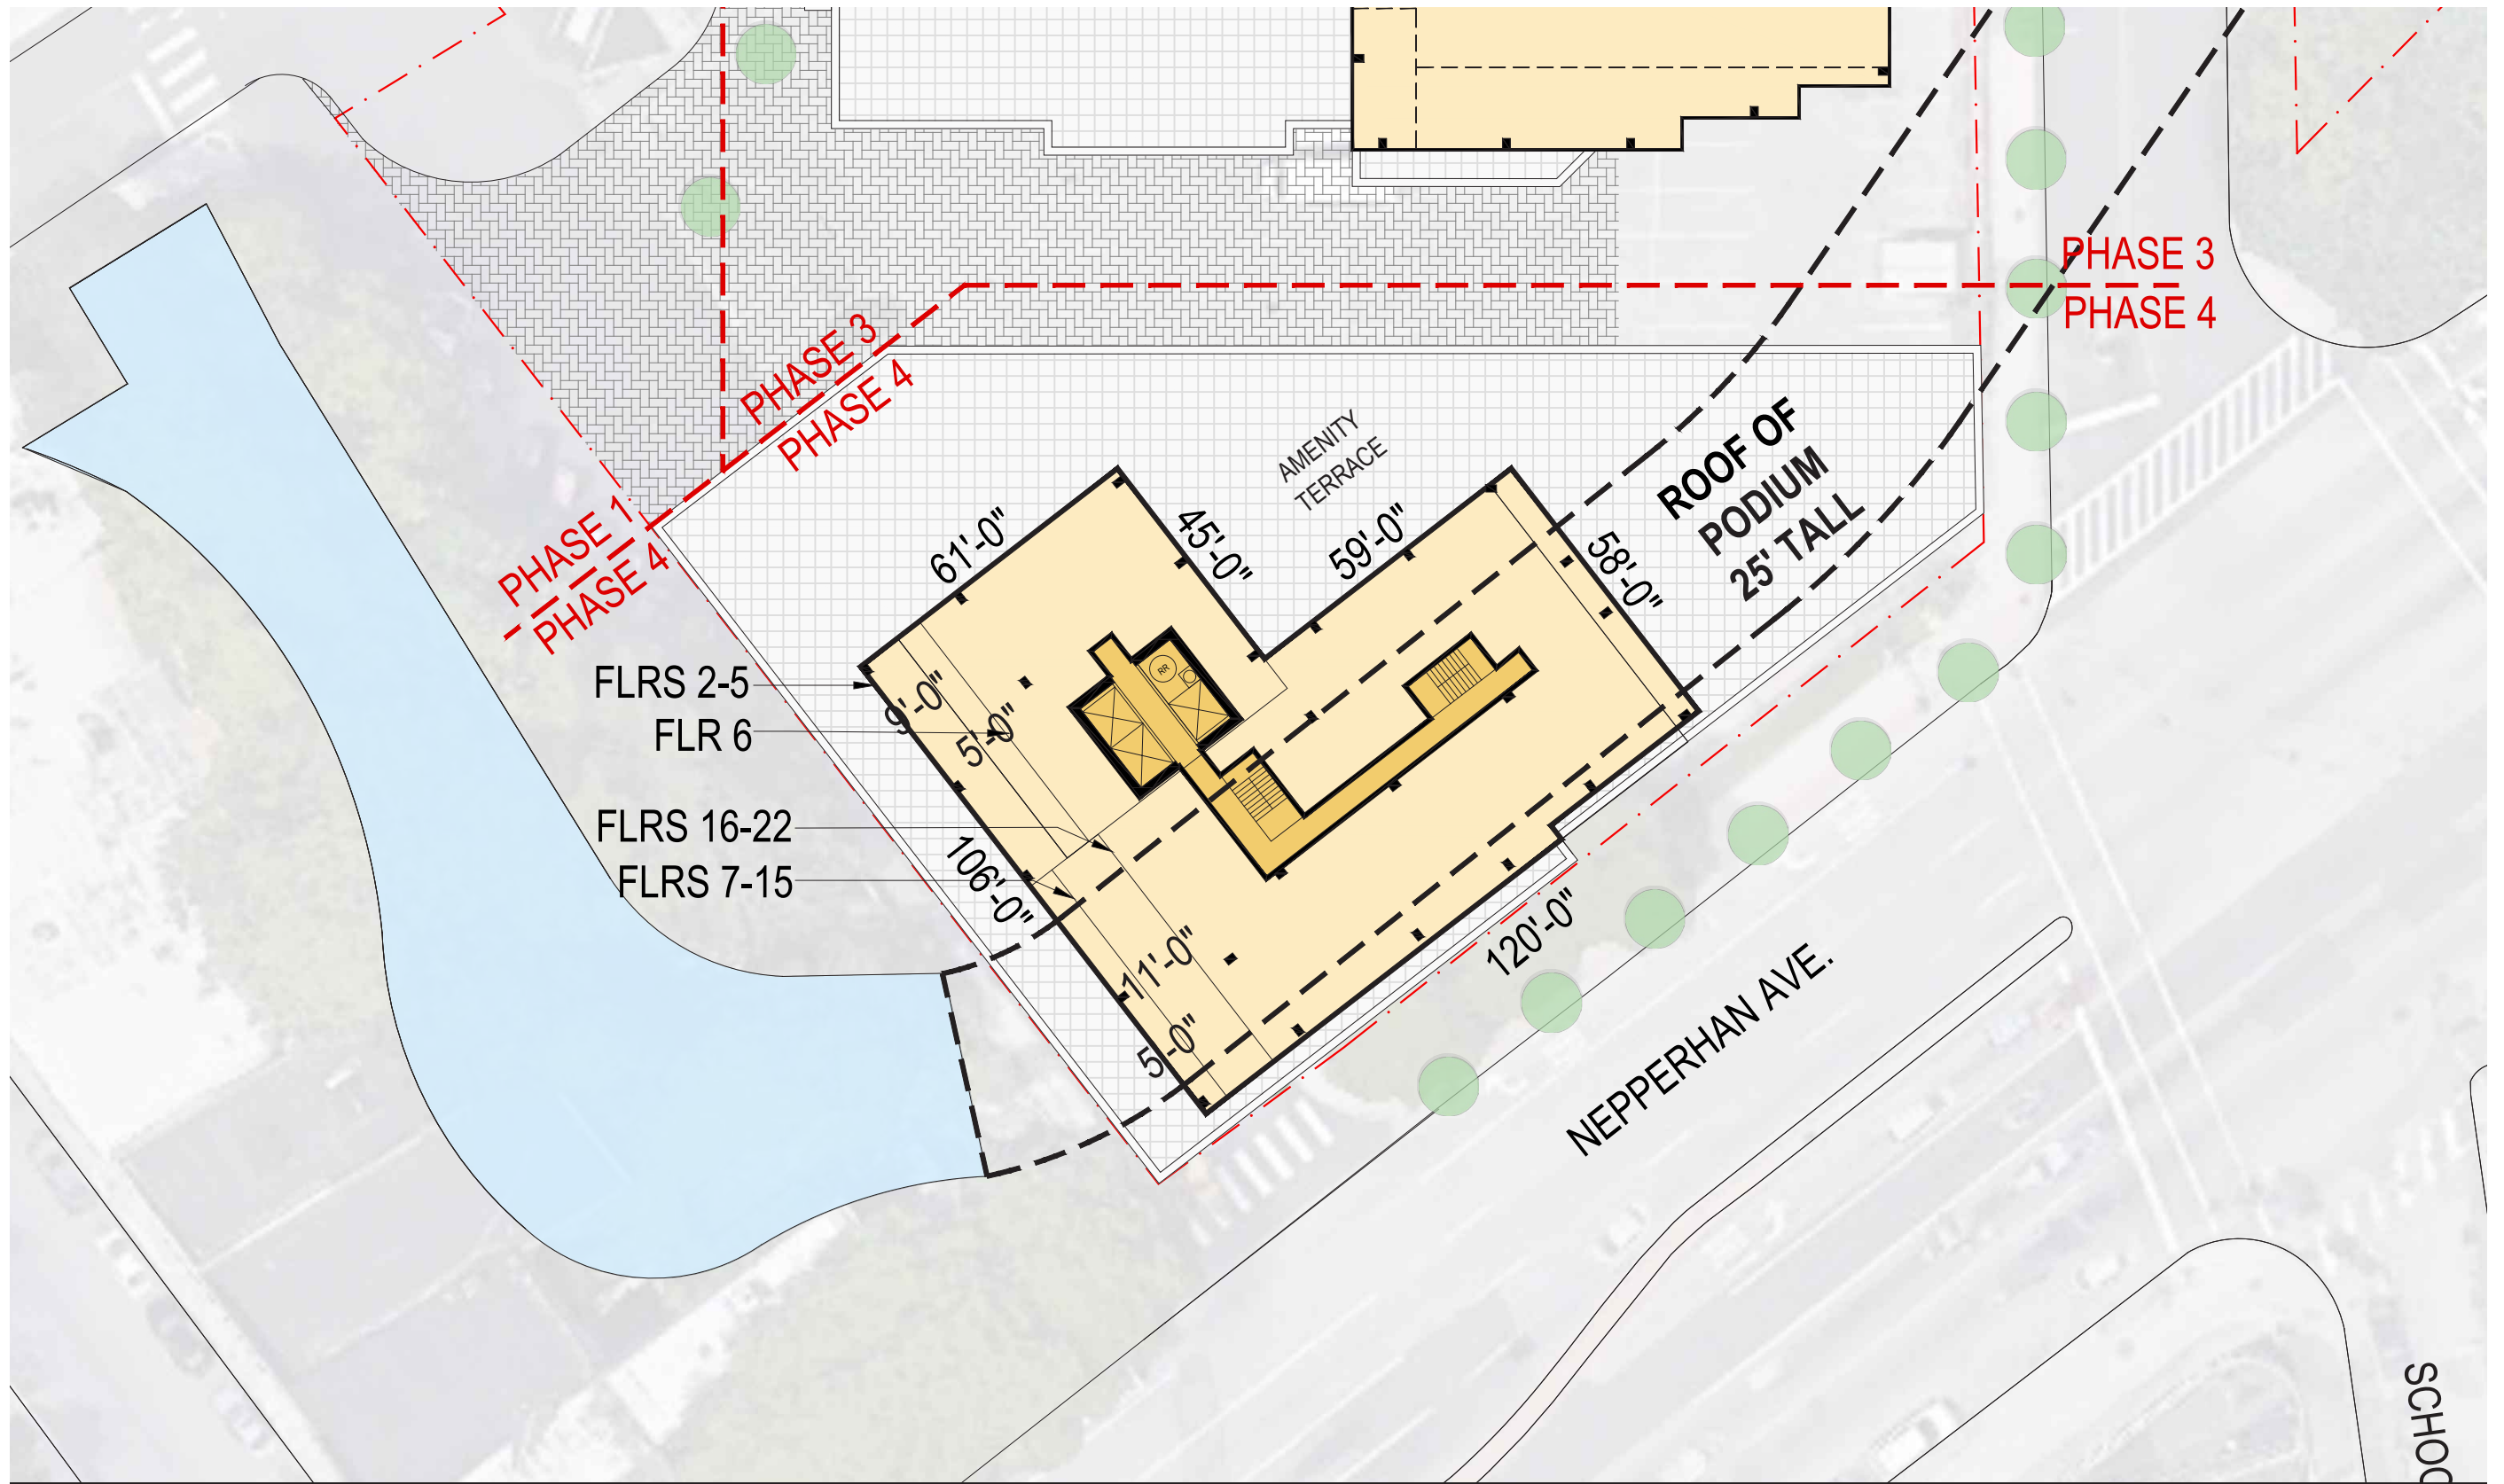 PHASE 3
PHASE 4
PHASE 3
PHASE 4
AMENITY
TERRACE
ROOF OF
PODIUM
25' TALL
PHASE 1
PHASE 4
61'-0"
45'-0"
59'-0"
58'-0"
FLRS 2-5
FLR 6
FLRS 16-22
FLRS 7-15
9'-0"
5'-0"
RR
106'-0"
11'-0"
5'-0"
120'-0"
NEPPERHAN AVE.
SCHOO